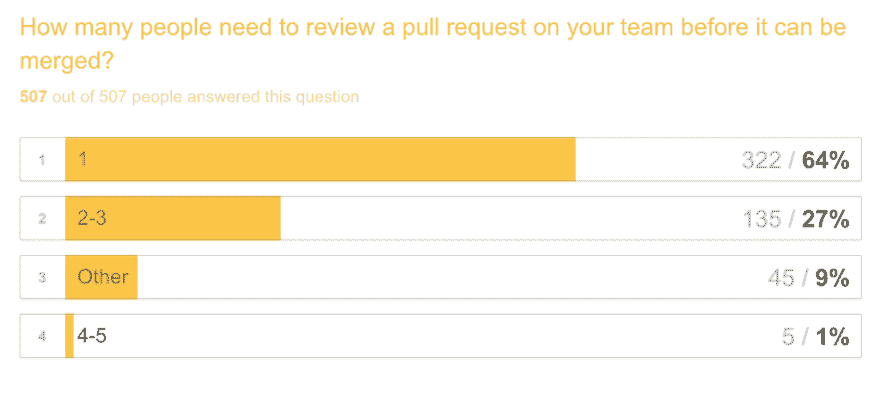 How many people need to review a pull request on your team before it can be
merged?
507 out of 507 people answered this question
1 1 322 / 64%
2 2-3 135 / 27%
3 Other 45 / 9%
4 4-5 5 / 1%